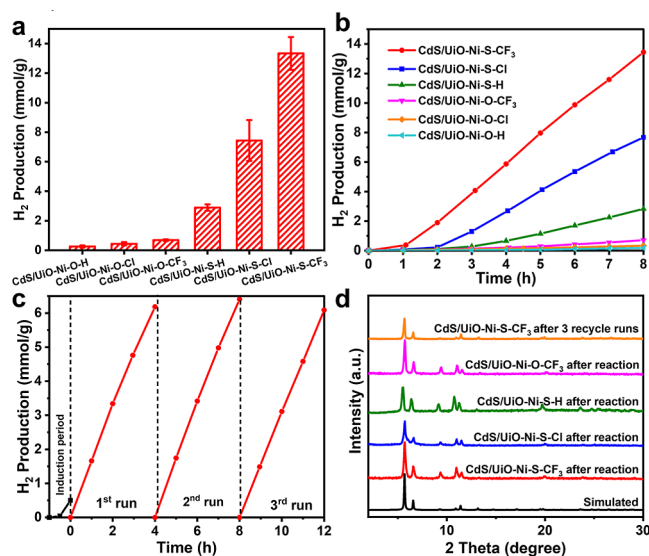 a
H2 Production (mmol/g)
14
12
10
8
6
4
2
0
CdS/UiO-Ni-O-H
CdS/UiO-Ni-O-Cl
CdS/UiO-Ni-O-CF3
CdS/UiO-Ni-S-H
CdS/UiO-Ni-S-Cl
CdS/UiO-Ni-S-CF3
b
H2 Production (mmol/g)
14
12
10
8
6
4
2
0
CdS/UiO-Ni-S-CF3
CdS/UiO-Ni-S-Cl
CdS/UiO-Ni-S-H
CdS/UiO-Ni-O-CF3
CdS/UiO-Ni-O-Cl
CdS/UiO-Ni-O-H
0 1 2 3 4 5 6 7 8
Time (h)
c
H2 Production (mmol/g)
6
5
4
3
2
1
0
Induction period
1st run
2nd run
3rd run
0 2 4 6 8 10 12
Time (h)
d
Intensity (a.u.)
CdS/UiO-Ni-S-CF3 after 3 recycle runs
CdS/UiO-Ni-O-CF3 after reaction
CdS/UiO-Ni-S-H after reaction
CdS/UiO-Ni-S-Cl after reaction
CdS/UiO-Ni-S-CF3 after reaction
Simulated
10 20 30
2 Theta (degree)